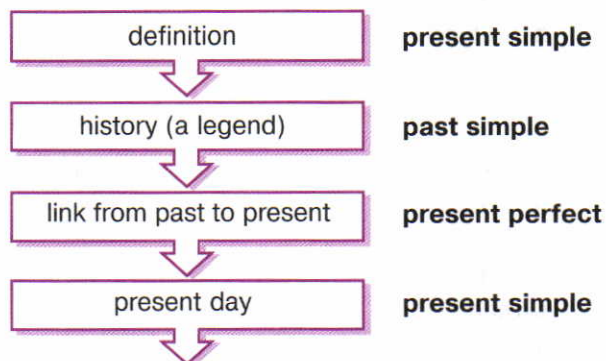 definition present simple
history (a legend) past simple
link from past to present present perfect
present day present simple